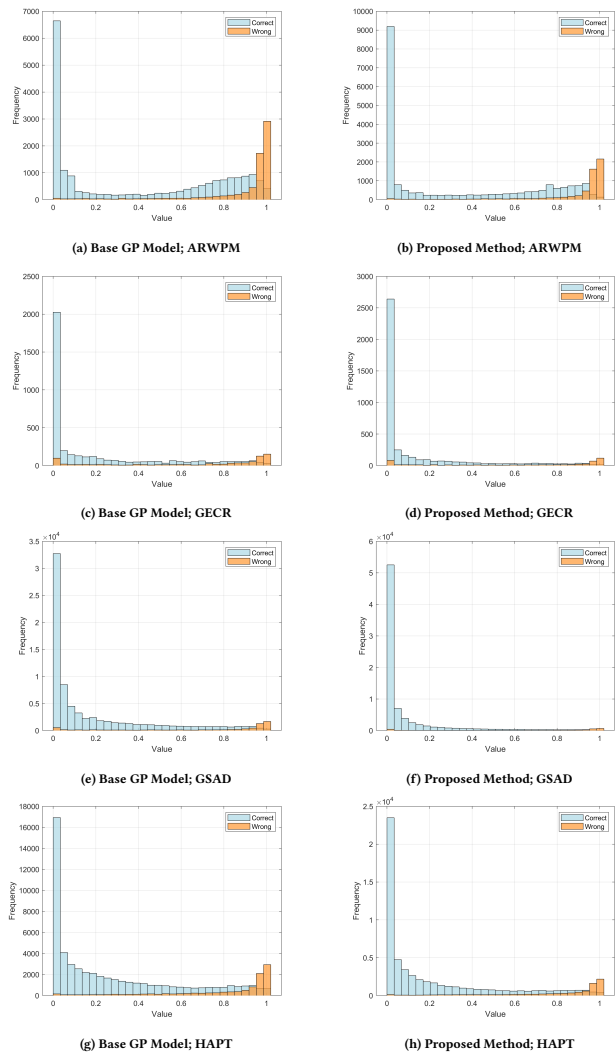 7000
6000
5000
4000
3000
2000
1000
0
Frequency
0 0.2 0.4 0.6 0.8 1
Value
Correct
Wrong
(a) Base GP Model; ARWPM
10000
9000
8000
7000
6000
5000
4000
3000
2000
1000
0
Frequency
0 0.2 0.4 0.6 0.8 1
Value
Correct
Wrong
(b) Proposed Method; ARWPM
2500
2000
1500
1000
500
0
Frequency
0 0.2 0.4 0.6 0.8 1
Value
Correct
Wrong
(c) Base GP Model; GECR
3000
2500
2000
1500
1000
500
0
Frequency
0 0.2 0.4 0.6 0.8 1
Value
Correct
Wrong
(d) Proposed Method; GECR
×10⁴
3.5
3
2.5
2
1.5
1
0.5
0
Frequency
0 0.2 0.4 0.6 0.8 1
Value
Correct
Wrong
(e) Base GP Model; GSAD
×10⁴
6
5
4
3
2
1
0
Frequency
0 0.2 0.4 0.6 0.8 1
Value
Correct
Wrong
(f) Proposed Method; GSAD
18000
16000
14000
12000
10000
8000
6000
4000
2000
0
Frequency
0 0.2 0.4 0.6 0.8 1
Value
Correct
Wrong
(g) Base GP Model; HAPT
×10⁴
2.5
2
1.5
1
0.5
0
Frequency
0 0.2 0.4 0.6 0.8 1
Value
Correct
Wrong
(h) Proposed Method; HAPT